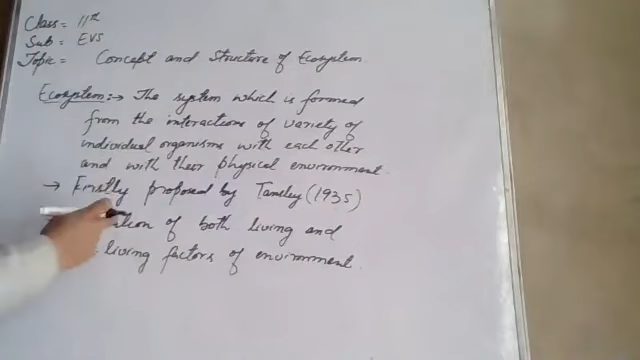 Class = 11th
Sub = EVS
Topic = Concept and Structure of Ecosystem.
Ecosystem :→ The system which is formed
from the interactions of variety of
individual organisms with each other
and with their physical environment.
→ Firstly proposed by Tansley (1935)
of both living and
living factors of environment.